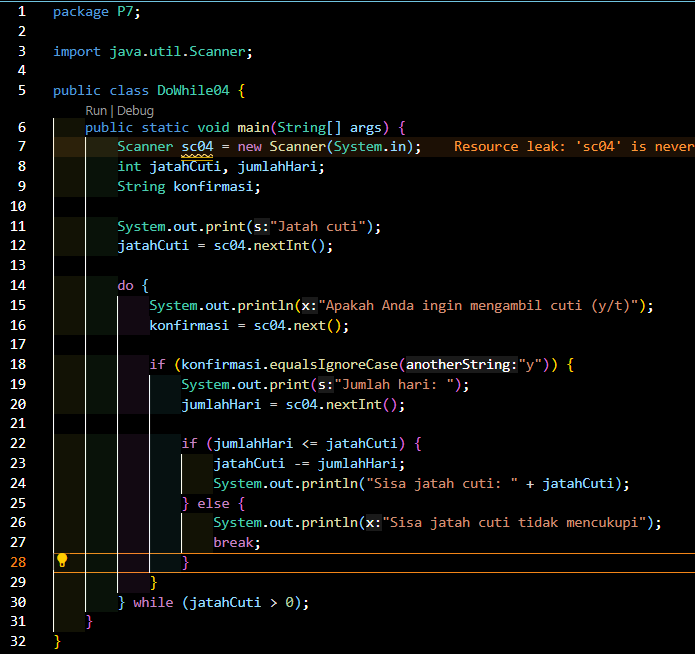 1 package P7;
2
3 import java.util.Scanner;
4
5 public class DoWhile04 {
Run | Debug
6 public static void main(String[] args) {
7 Scanner sc04 = new Scanner(System.in); Resource leak: 'sc04' is never
8 int jatahCuti, jumlahHari;
9 String konfirmasi;
10
11 System.out.print(s:"Jatah cuti");
12 jatahCuti = sc04.nextInt();
13
14 do {
15 System.out.println(x:"Apakah Anda ingin mengambil cuti (y/t)");
16 konfirmasi = sc04.next();
17
18 if (konfirmasi.equalsIgnoreCase(anotherString:"y")) {
19 System.out.print(s:"Jumlah hari: ");
20 jumlahHari = sc04.nextInt();
21
22 if (jumlahHari <= jatahCuti) {
23 jatahCuti -= jumlahHari;
24 System.out.println("Sisa jatah cuti: " + jatahCuti);
25 } else {
26 System.out.println(x:"Sisa jatah cuti tidak mencukupi");
27 break;
28 }
29 }
30 } while (jatahCuti > 0);
31 }
32 }